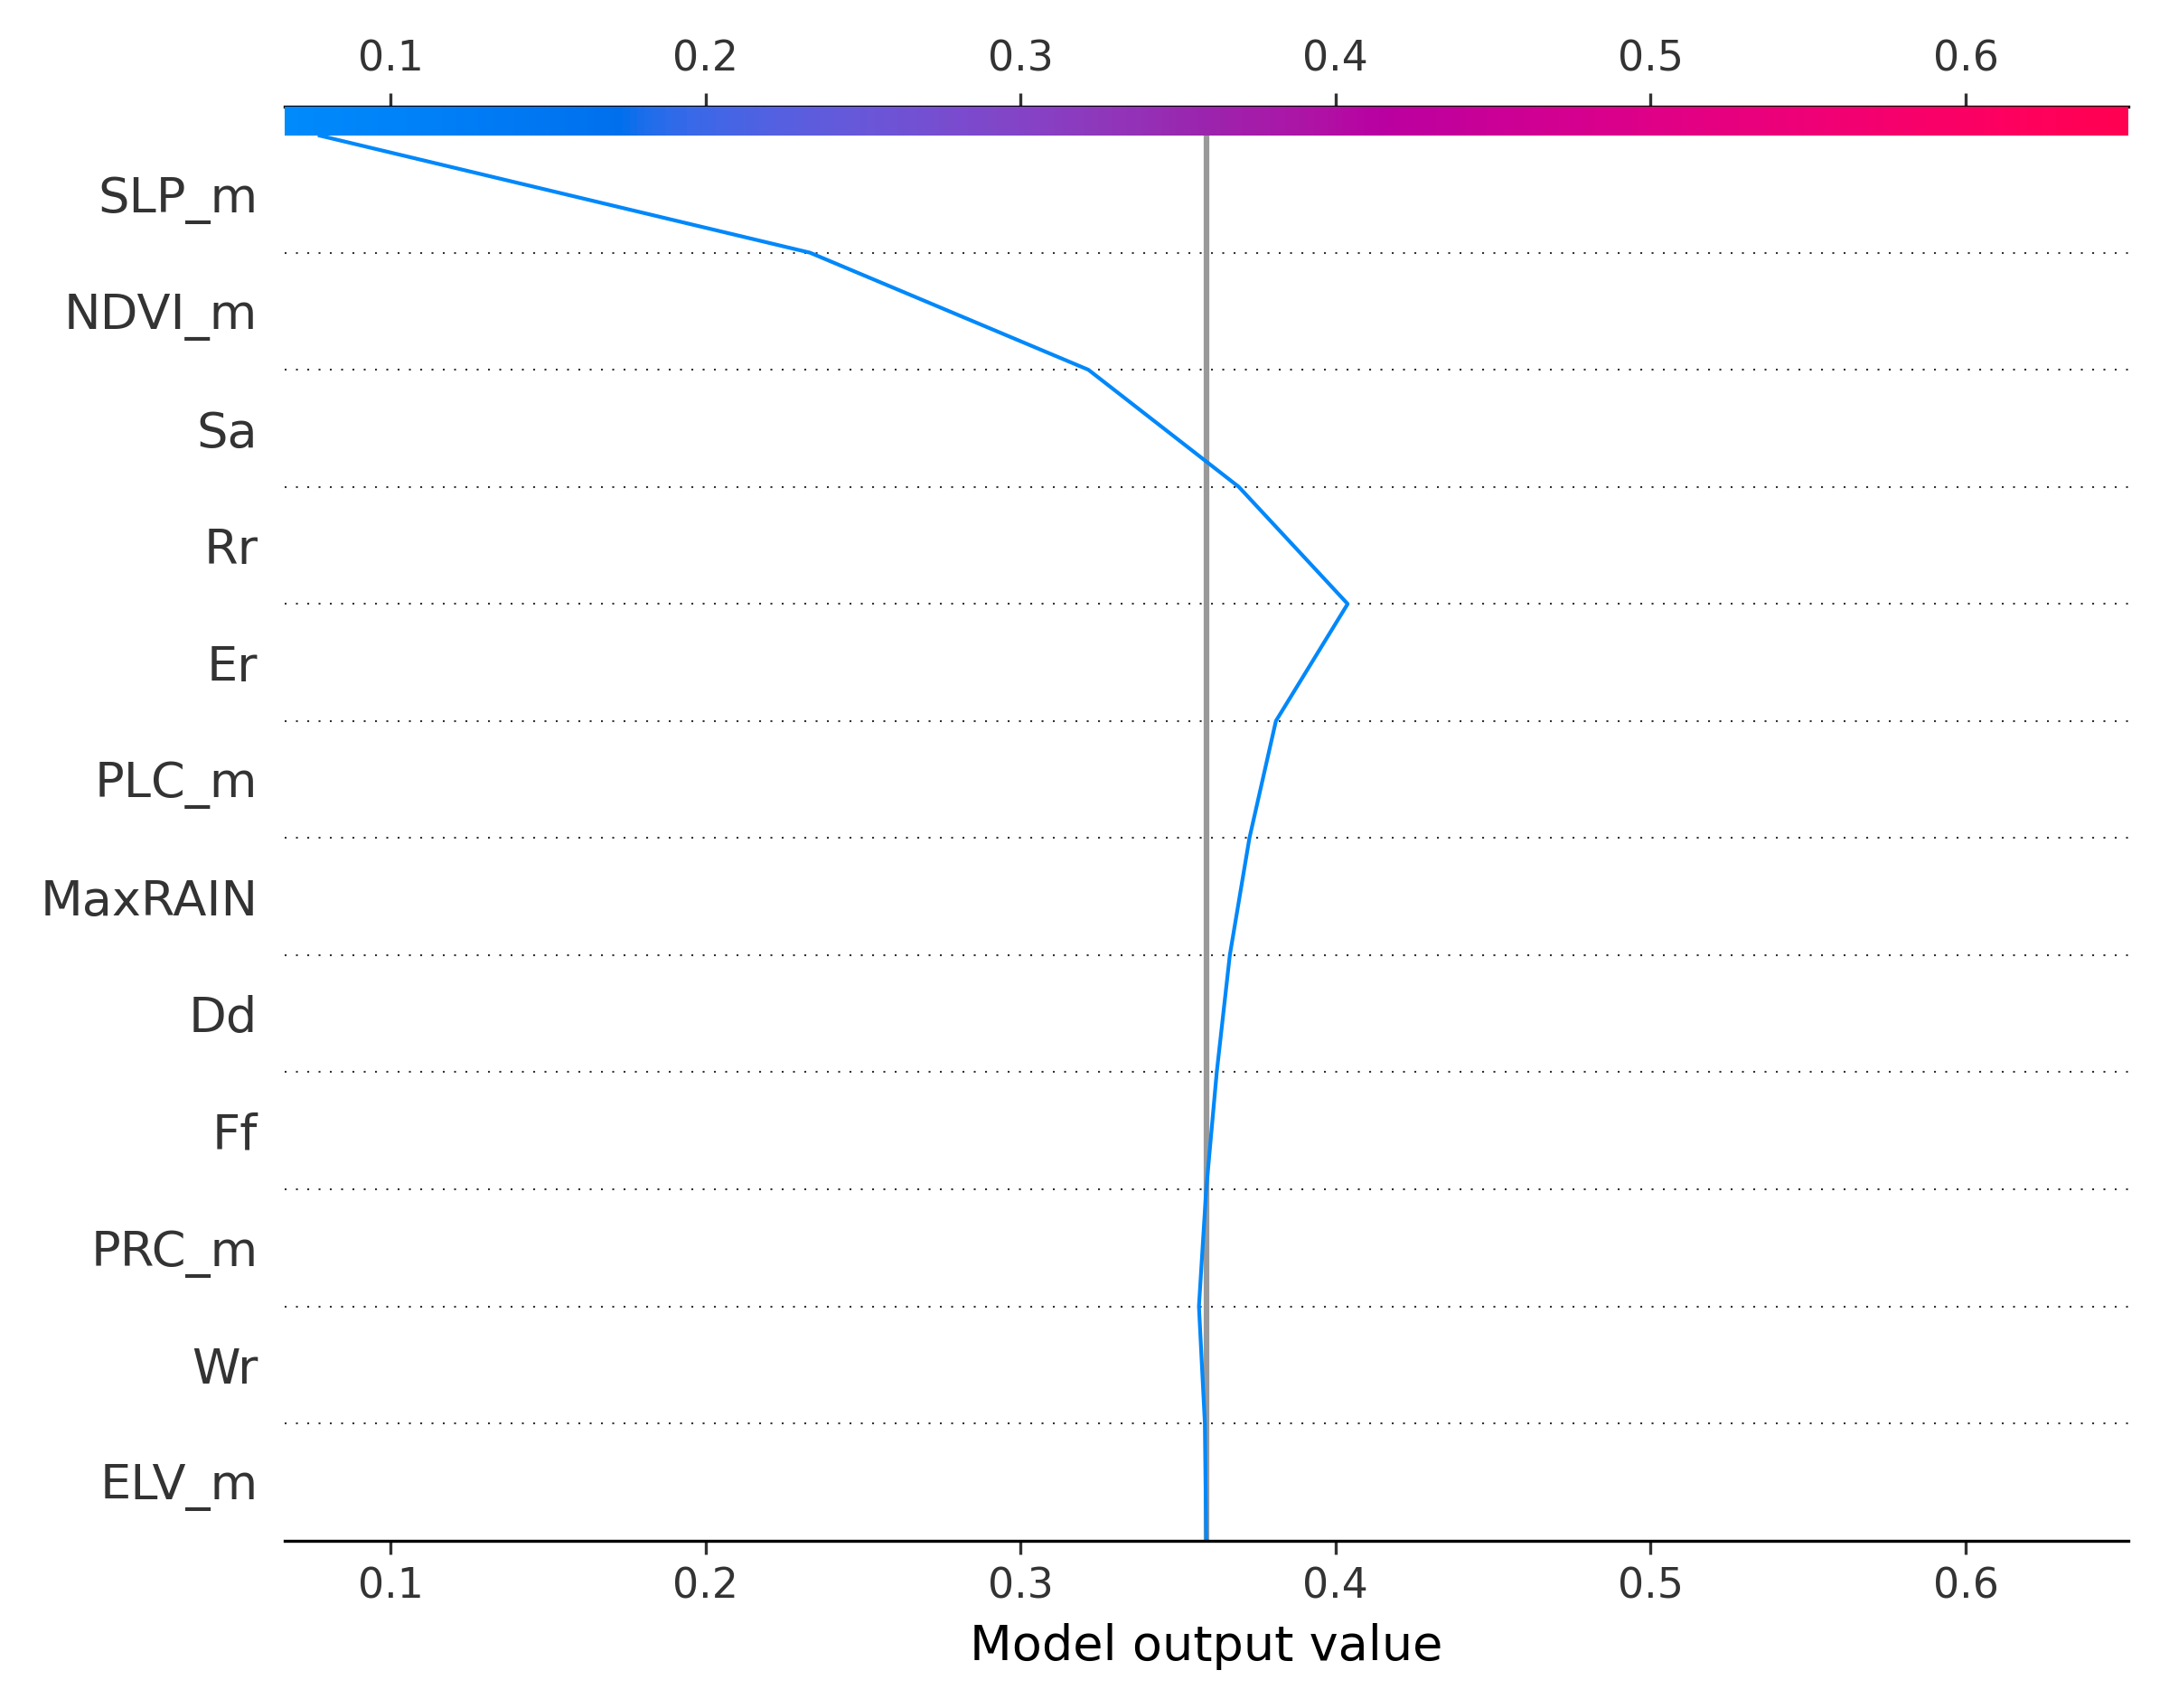 0.1 0.2 0.3 0.4 0.5 0.6
SLP_m
NDVI_m
Sa
Rr
Er
PLC_m
MaxRAIN
Dd
Ff
PRC_m
Wr
ELV_m
0.1 0.2 0.3 0.4 0.5 0.6
Model output value